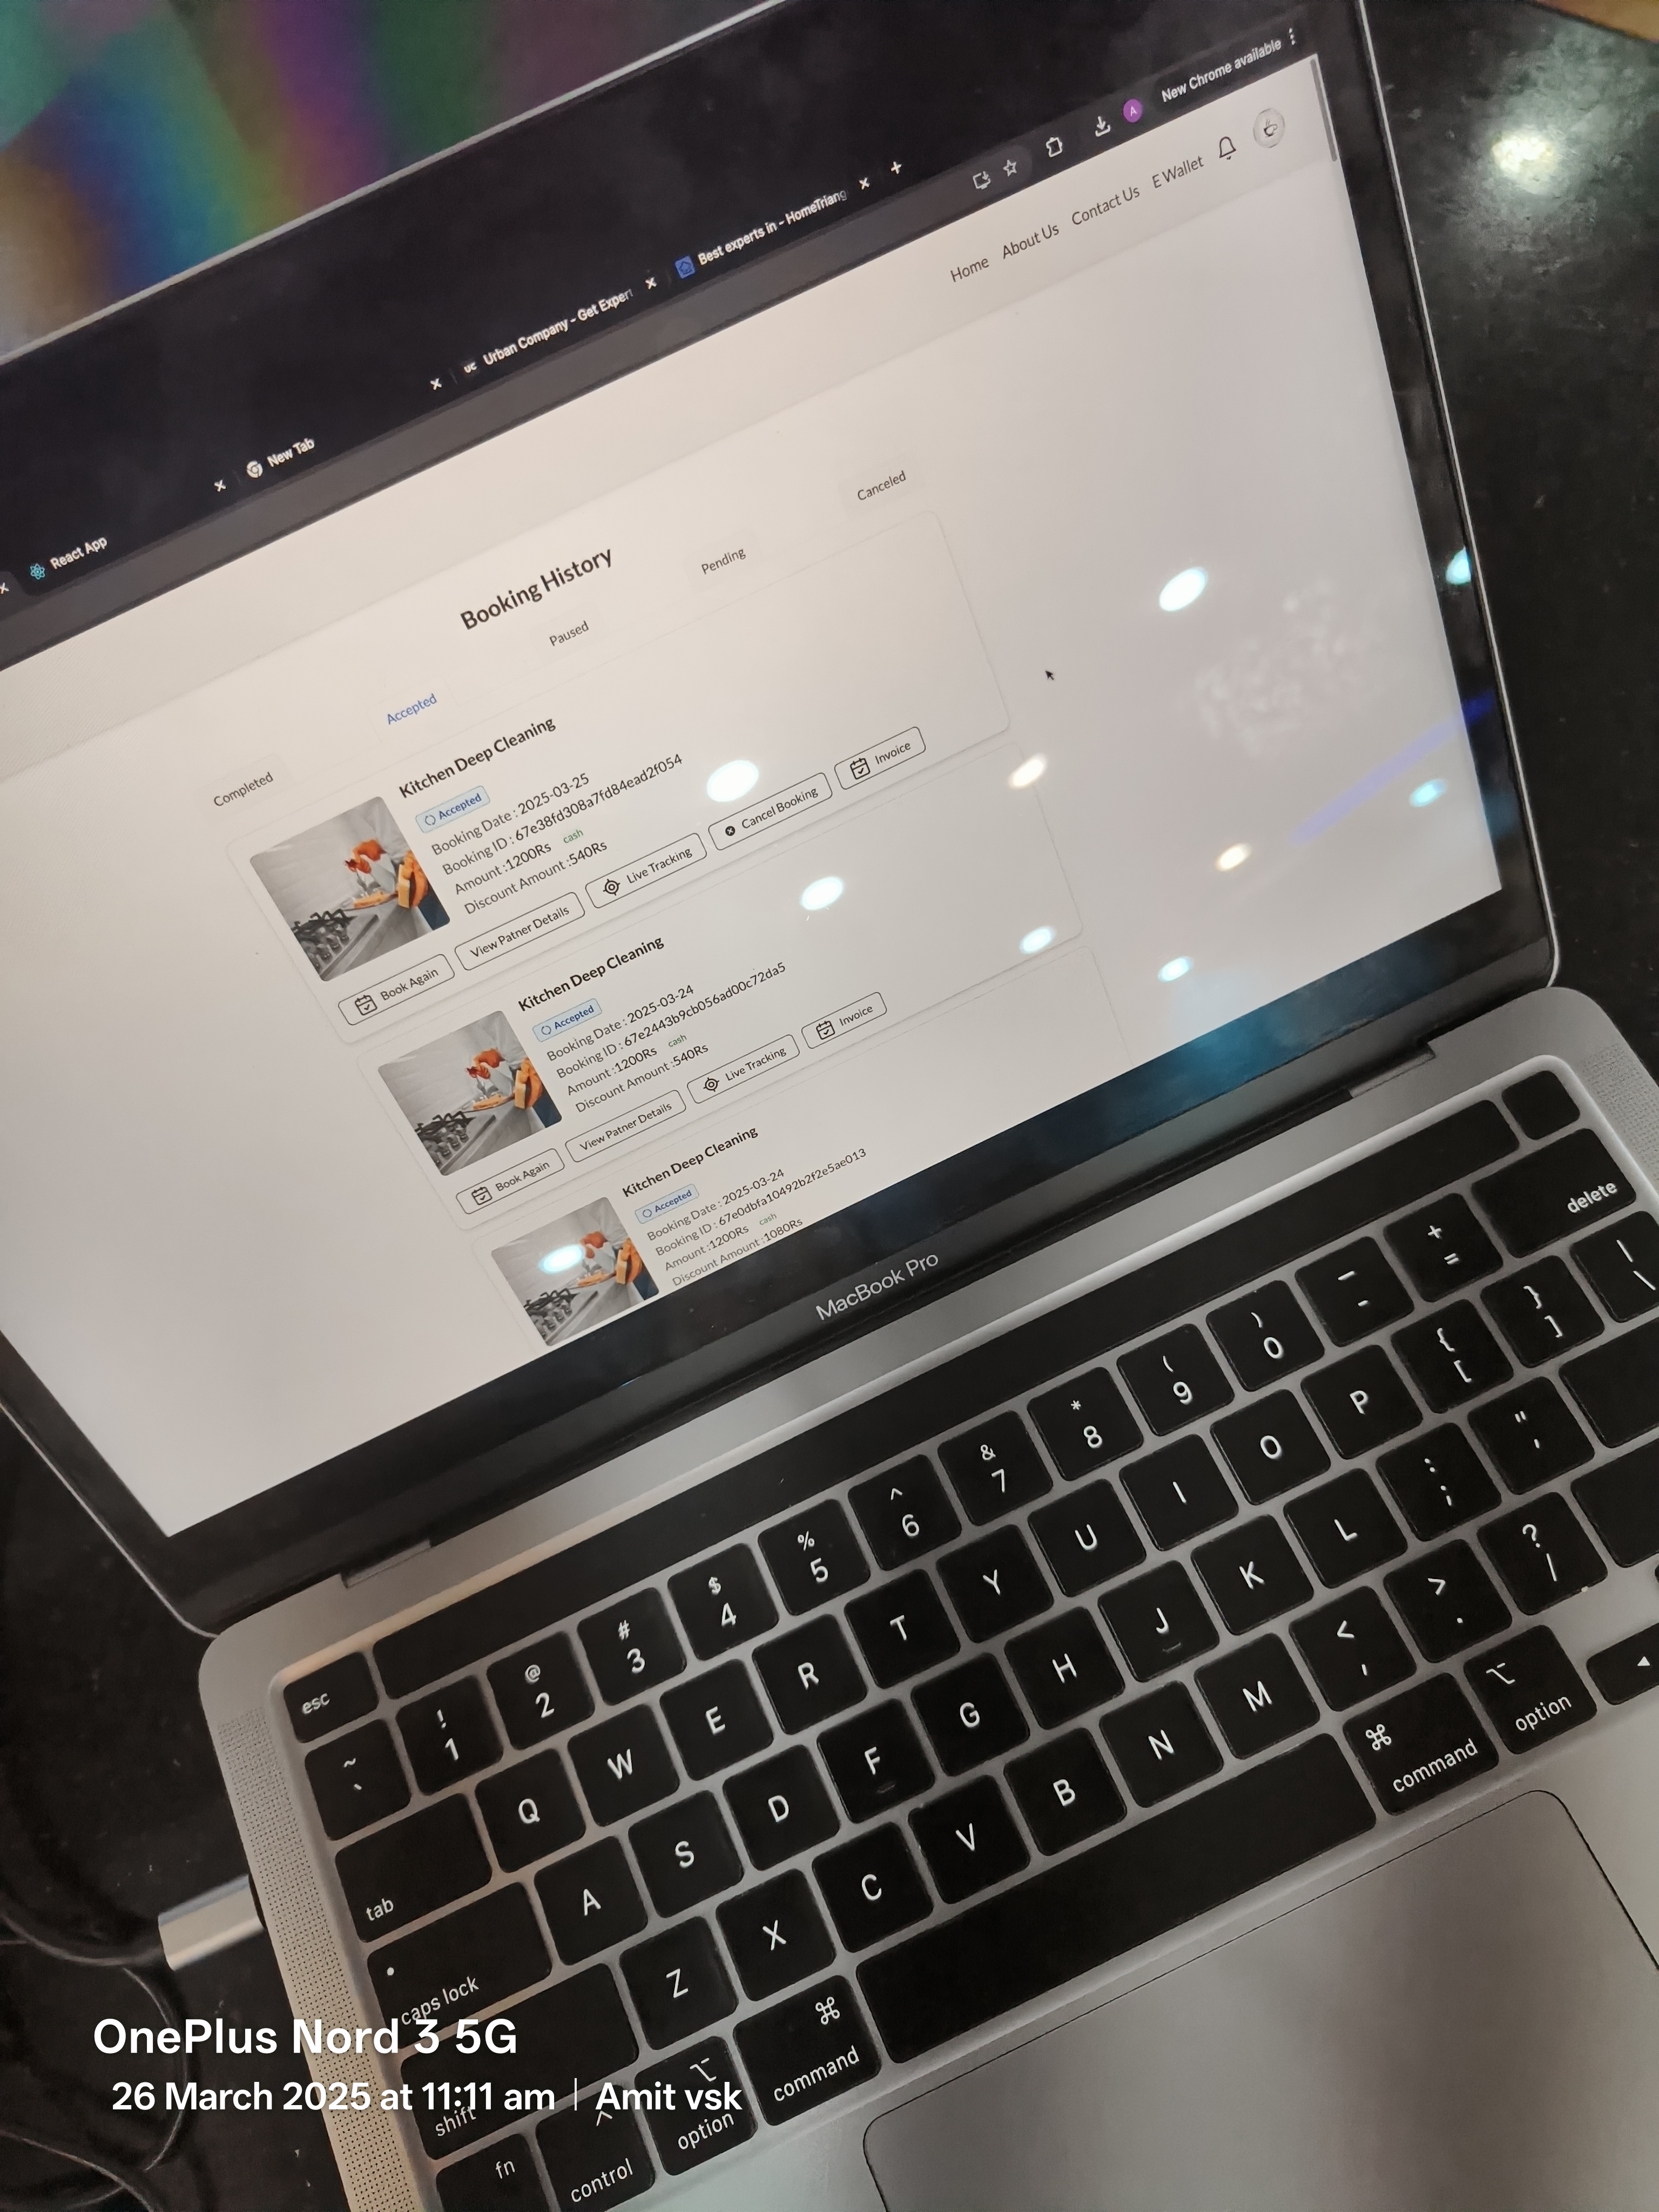 New Chrome available
A
React App
New Tab
UC Urban Company - Get Expert
Best experts in - HomeTriang
Home About Us Contact Us E Wallet
Booking History
Completed Accepted Paused Pending Canceled
Kitchen Deep Cleaning
Accepted
Booking Date : 2025-03-25
Booking ID : 67e38fd308a7fd84ead2f054
Amount :1200Rs cash
Discount Amount :540Rs
Book Again View Patner Details Live Tracking Cancel Booking Invoice
Kitchen Deep Cleaning
Accepted
Booking Date : 2025-03-24
Booking ID : 67e2443b9cb056ad00c72da5
Amount :1200Rs cash
Discount Amount :540Rs
Book Again View Patner Details Live Tracking Invoice
Kitchen Deep Cleaning
Accepted
Booking Date : 2025-03-24
Booking ID : 67e0dbfa10492b2f2e5ae013
Amount :1200Rs cash
Discount Amount :1080Rs
MacBook Pro
esc
~ ` ! 1 @ 2 # 3 $ 4 % 5 ^ 6 & 7 * 8 ( 9 ) 0 _ - + = delete
tab Q W E R T Y U I O P { [ } ] | \
caps lock A S D F G H J K L : ; " '
shift Z X C V B N M < , > . ? /
fn ^ control ⌥ option ⌘ command ⌘ command ⌥ option ◀
OnePlus Nord 3 5G
26 March 2025 at 11:11 am | Amit vsk